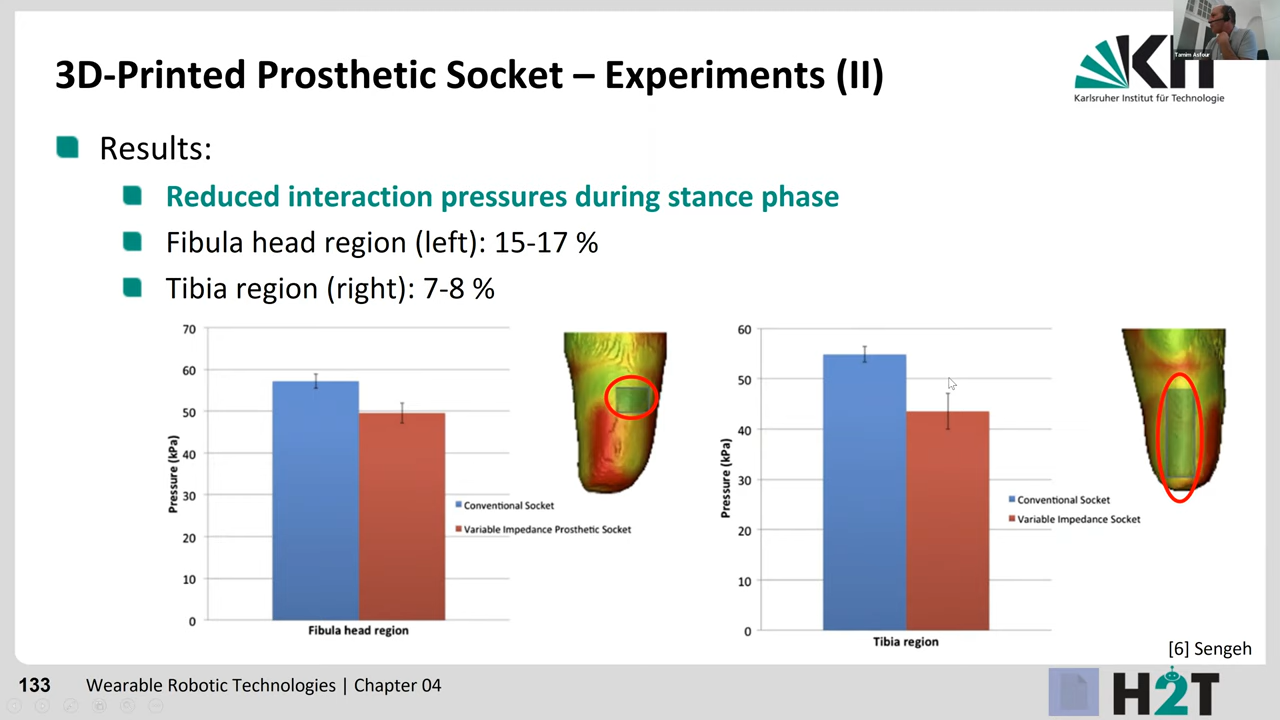 3D-Printed Prosthetic Socket – Experiments (II)
Tamim Asfour
KIT
Karlsruher Institut für Technologie
Results:
Reduced interaction pressures during stance phase
Fibula head region (left): 15-17 %
Tibia region (right): 7-8 %
70
60
50
40
30
20
10
0
Pressure (kPa)
Conventional Socket
Variable Impedance Prosthetic Socket
Fibula head region
60
50
40
30
20
10
0
Pressure (kPa)
Conventional Socket
Variable Impedance Socket
Tibia region
[6] Sengeh
133 Wearable Robotic Technologies | Chapter 04
H2T